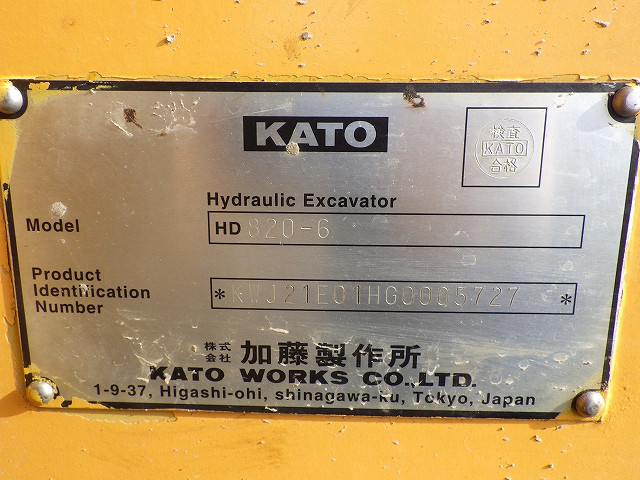 KATO
検査
KATO
合格
Hydraulic Excavator
Model
HD 820-6
Product
Identification
Number
*KWJ21E01HG0005727*
株式
会社
加藤製作所
KATO WORKS CO.,LTD.
1-9-37, Higashi-ohi, shinagawa-ku, Tokyo, Japan